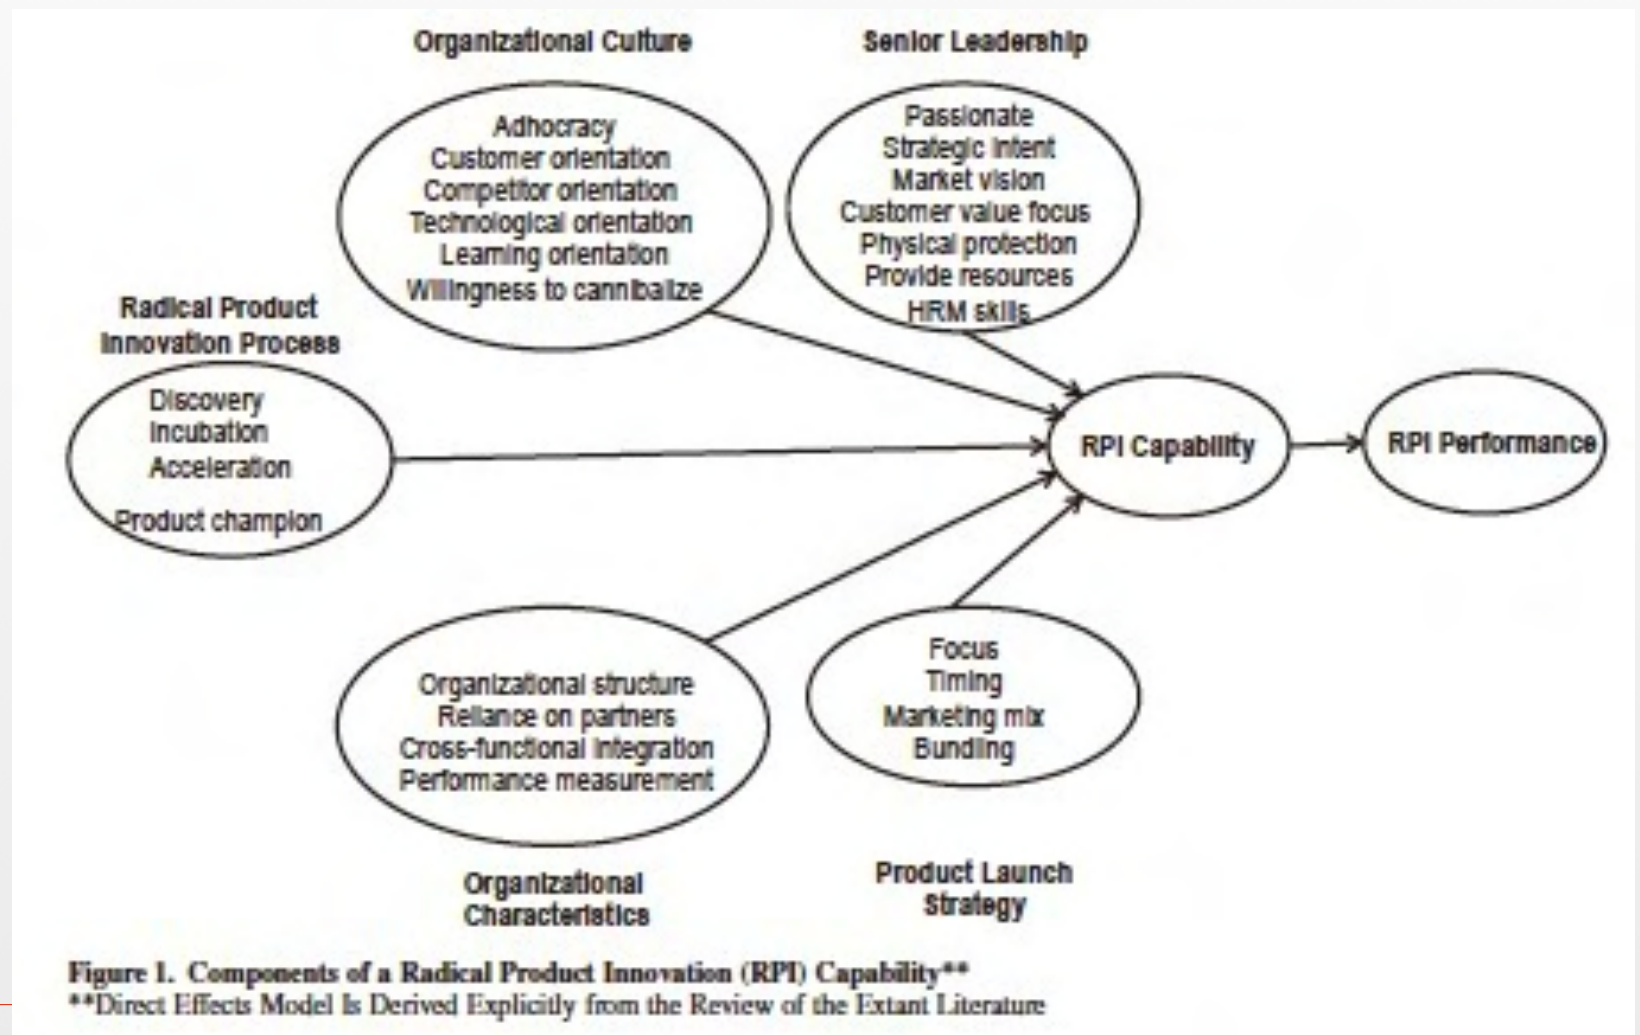 Organizational Culture
Adhocracy
Customer orientation
Competitor orientation
Technological orientation
Learning orientation
Willingness to cannibalize
Senior Leadership
Passionate
Strategic intent
Market vision
Customer value focus
Physical protection
Provide resources
HRM skills
Radical Product
Innovation Process
Discovery
Incubation
Acceleration
Product champion
RPI Capability
RPI Performance
Organizational structure
Reliance on partners
Cross-functional integration
Performance measurement
Organizational
Characteristics
Focus
Timing
Marketing mix
Bundling
Product Launch
Strategy
Figure 1. Components of a Radical Product Innovation (RPI) Capability**
**Direct Effects Model Is Derived Explicitly from the Review of the Extant Literature